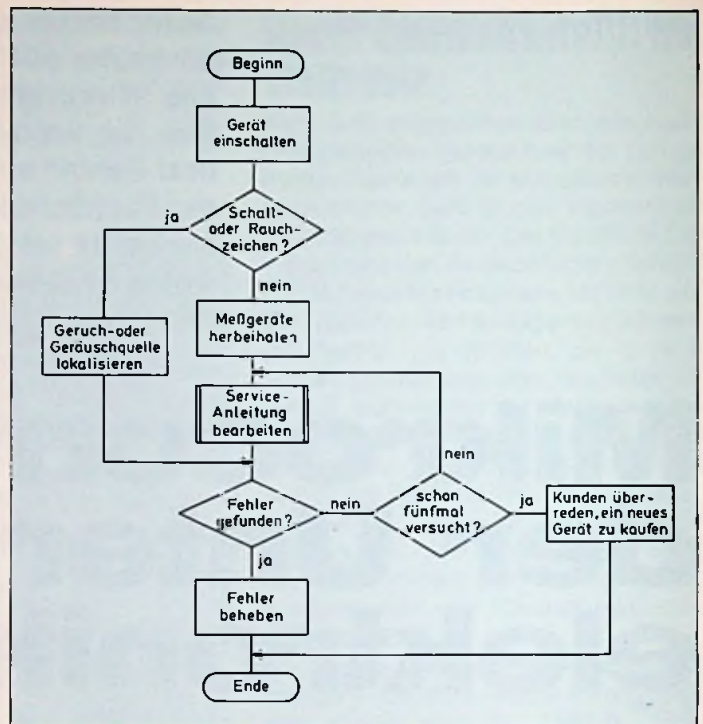 Beginn
Gerät
einschalten
Schall-
oder Rauch-
zeichen?
ja
nein
Meßgeräte
herbeiholen
Geruch-oder
Geräuschquelle
lokalisieren
Service-
Anleitung
bearbeiten
nein
Fehler
gefunden?
nein
schon
fünfmal
versucht?
ja
Kunden über-
reden, ein neues
Gerät zu kaufen
ja
Fehler
beheben
Ende